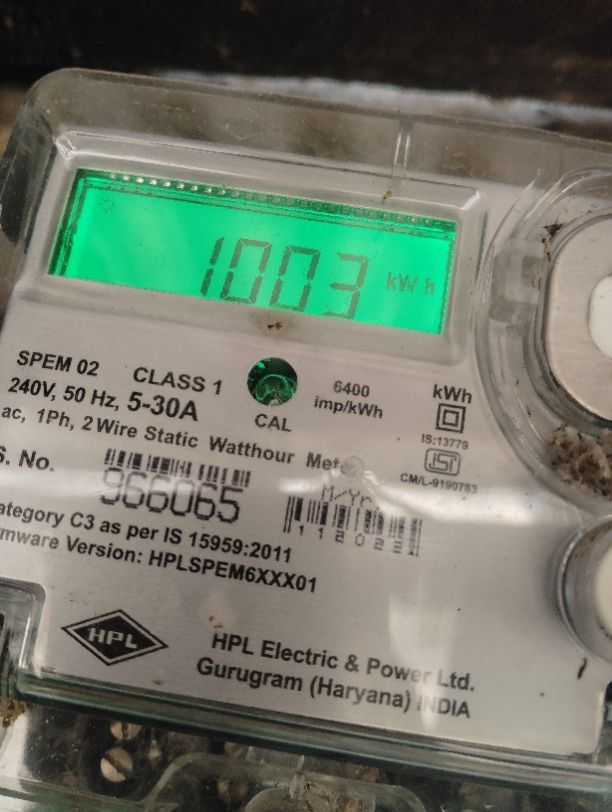 1003 kWh
SPEM 02 CLASS 1
240V, 50 Hz, 5-30A
CAL
6400
imp/kWh
kWh
IS:13779
CM/L-9190783
ac, 1Ph, 2 Wire Static Watthour
S. No.
966065
M/Yr.
ategory C3 as per IS 15959:2011
mware Version: HPLSPEM6XXX01
HPL
HPL Electric & Power Ltd.
Gurugram (Haryana) INDIA